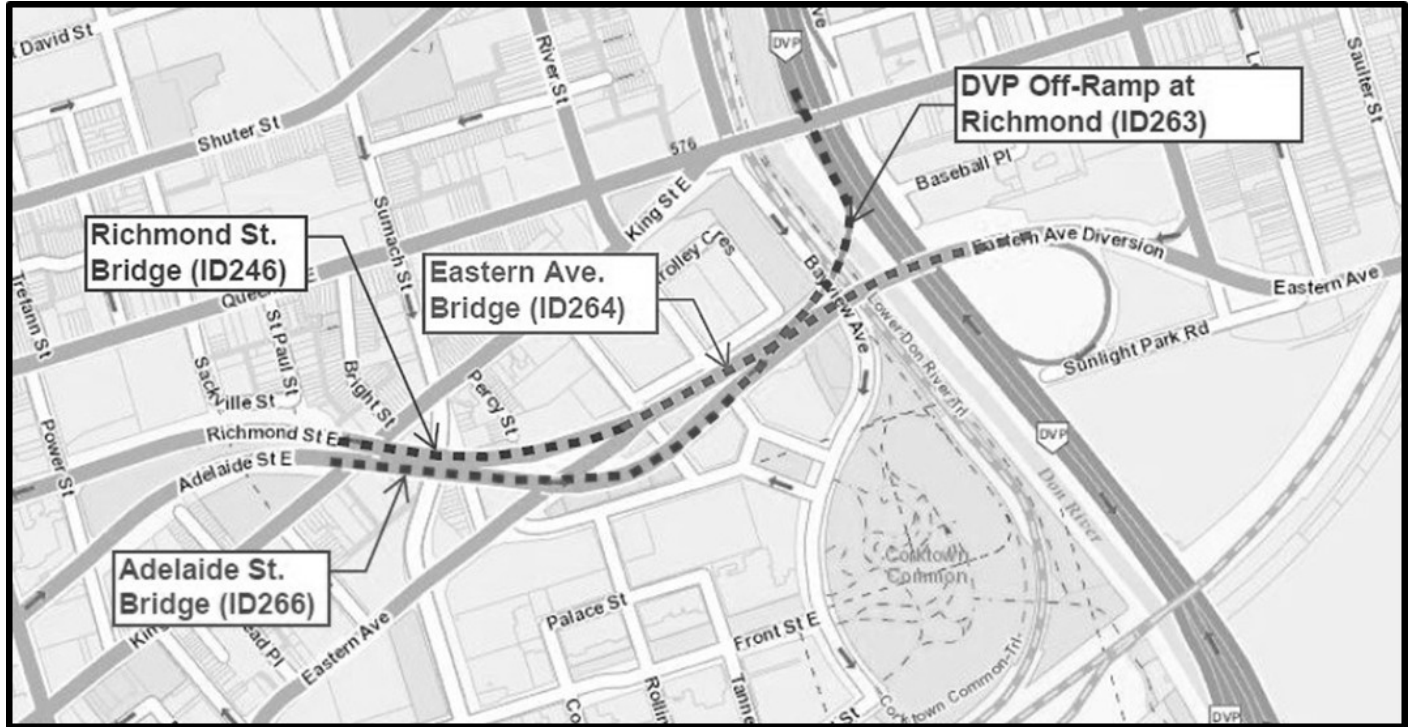 David St
DVP
River St
Saulter St
DVP Off-Ramp at
Richmond (ID263)
Shuter St
576
Baseball Pl
Sumach St
King St E
Richmond St.
Bridge (ID246)
Eastern Ave.
Bridge (ID264)
Trolley Cres
Eastern Ave Diversion
Eastern Ave
Trefann St
St Paul St
Bayview Ave
Lower Don River Trl
Sunlight Park Rd
Sackville St
Bright St
Percy St
Power St
Richmond St E
Adelaide St E
DVP
Don River
Adelaide St.
Bridge (ID266)
Corktown
Common
Palace St
Front St E
Eastern Ave
Corktown Common Trl
DVP